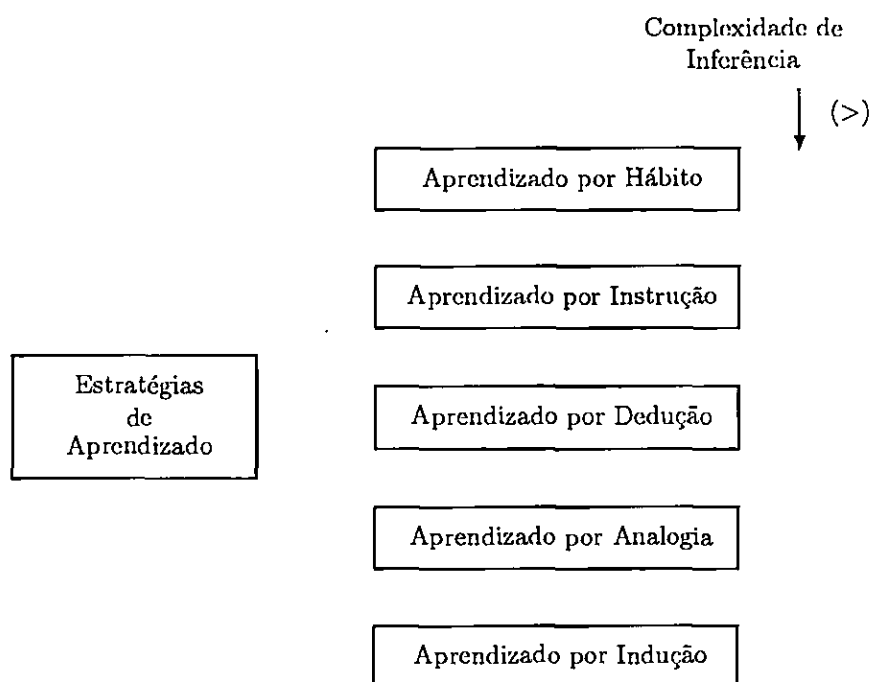 Complexidade de
Inferência
(>)
Aprendizado por Hábito
Aprendizado por Instrução
Estratégias
de
Aprendizado
Aprendizado por Dedução
Aprendizado por Analogia
Aprendizado por Indução